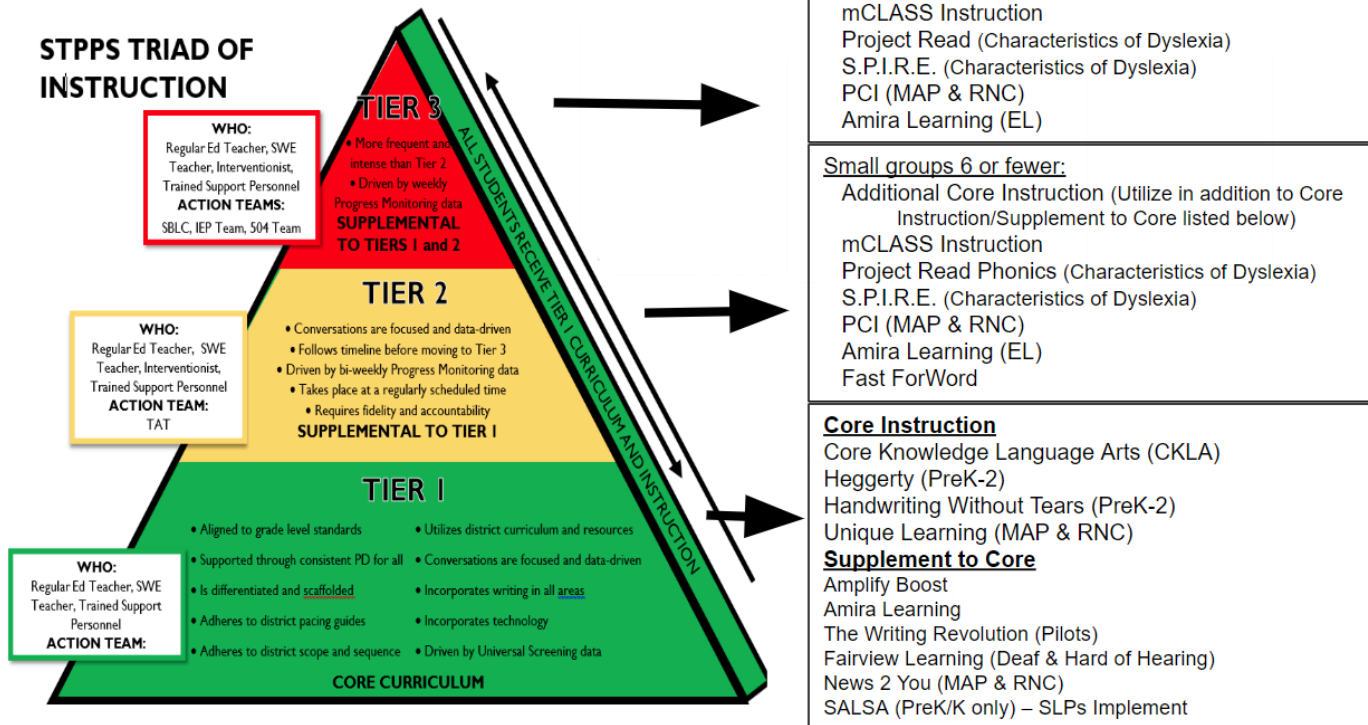 STPPS TRIAD OF
INSTRUCTION
WHO:
Regular Ed Teacher, SWE
Teacher, Interventionist,
Trained Support Personnel
ACTION TEAMS:
SBLC, IEP Team, 504 Team
WHO:
Regular Ed Teacher, SWE
Teacher, Interventionist,
Trained Support Personnel
ACTION TEAM:
TAT
WHO:
Regular Ed Teacher, SWE
Teacher, Trained Support
Personnel
ACTION TEAM:
TIER 3
• More frequent and
intense than Tier 2
• Driven by weekly
Progress Monitoring data
SUPPLEMENTAL
TO TIERS 1 and 2
TIER 2
• Conversations are focused and data-driven
• Follows timeline before moving to Tier 3
• Driven by bi-weekly Progress Monitoring data
• Takes place at a regularly scheduled time
• Requires fidelity and accountability
SUPPLEMENTAL TO TIER 1
TIER 1
• Aligned to grade level standards
• Supported through consistent PD for all
• Is differentiated and scaffolded
• Adheres to district pacing guides
• Adheres to district scope and sequence
• Utilizes district curriculum and resources
• Conversations are focused and data-driven
• Incorporates writing in all areas
• Incorporates technology
• Driven by Universal Screening data
CORE CURRICULUM
ALL STUDENTS RECEIVE TIER 1 CURRICULUM AND INSTRUCTION
mCLASS Instruction
Project Read (Characteristics of Dyslexia)
S.P.I.R.E. (Characteristics of Dyslexia)
PCI (MAP & RNC)
Amira Learning (EL)
Small groups 6 or fewer:
Additional Core Instruction (Utilize in addition to Core
Instruction/Supplement to Core listed below)
mCLASS Instruction
Project Read Phonics (Characteristics of Dyslexia)
S.P.I.R.E. (Characteristics of Dyslexia)
PCI (MAP & RNC)
Amira Learning (EL)
Fast ForWord
Core Instruction
Core Knowledge Language Arts (CKLA)
Heggerty (PreK-2)
Handwriting Without Tears (PreK-2)
Unique Learning (MAP & RNC)
Supplement to Core
Amplify Boost
Amira Learning
The Writing Revolution (Pilots)
Fairview Learning (Deaf & Hard of Hearing)
News 2 You (MAP & RNC)
SALSA (PreK/K only) – SLPs Implement